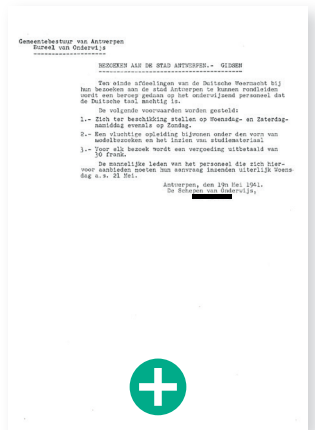 Gemeentebestuur van Antwerpen
Bureel van Onderwijs
BEZOEKEN AAN DE STAD ANTWERPEN.- GIDSEN
Ten einde afdeelingen van de Duitsche Weermacht bij
hun bezoeken aan de stad Antwerpen te kunnen rondleiden
wordt een beroep gedaan op het onderwijzend personeel dat
de Duitsche taal machtig is.
De volgende voorwaarden worden gesteld:
1.- Zich ter beschikking stellen op Woensdag- en Zaterdag-
namiddag evenals op Zondag.
2.- Een vluchtige opleiding bijwonen onder den vorm van
modelbezoeken en het inzien van studiemateriaal
3.- Voor elk bezoek wordt een vergoeding uitbetaald van
30 frank.
De mannelijke leden van het personeel die zich hier-
voor aanbieden moeten hun aanvraag inzenden uiterlijk Woens
dag a.s. 21 Mei.
Antwerpen, den 19n Mei 1941.
De Schepen van Onderwijs,